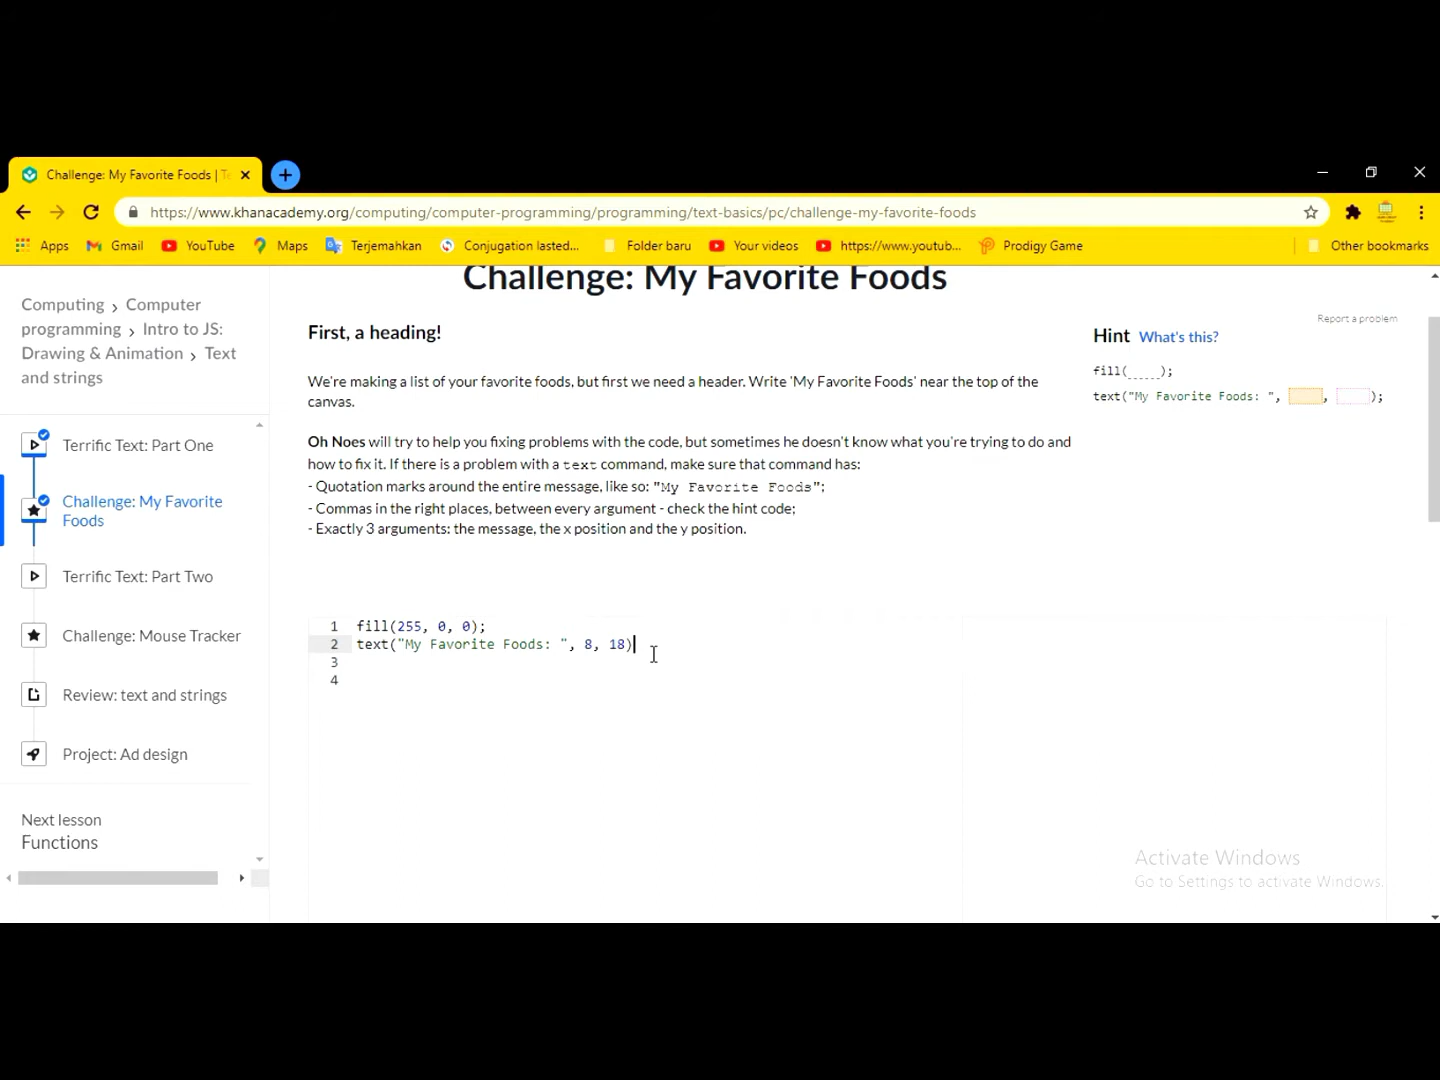 Challenge: My Favorite Foods | Te
https://www.khanacademy.org/computing/computer-programming/programming/text-basics/pc/challenge-my-favorite-foods
Apps Gmail YouTube Maps Terjemahkan Conjugation lasted... Folder baru Your videos https://www.youtub... Prodigy Game Other bookmarks
Computing › Computer
programming › Intro to JS:
Drawing & Animation › Text
and strings
Terrific Text: Part One
Challenge: My Favorite
Foods
Terrific Text: Part Two
Challenge: Mouse Tracker
Review: text and strings
Project: Ad design
Next lesson
Functions
Challenge: My Favorite Foods
First, a heading!
We're making a list of your favorite foods, but first we need a header. Write 'My Favorite Foods' near the top of the
canvas.
Oh Noes will try to help you fixing problems with the code, but sometimes he doesn't know what you're trying to do and
how to fix it. If there is a problem with a text command, make sure that command has:
- Quotation marks around the entire message, like so: "My Favorite Foods";
- Commas in the right places, between every argument - check the hint code;
- Exactly 3 arguments: the message, the x position and the y position.
Report a problem
Hint What's this?
fill(_____);
text("My Favorite Foods: ", , );
1 fill(255, 0, 0);
2 text("My Favorite Foods: ", 8, 18)
3
4
Activate Windows
Go to Settings to activate Windows.